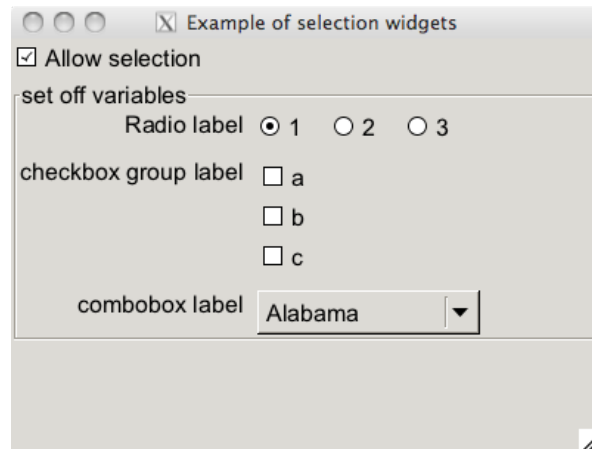 Example of selection widgets
Allow selection
set off variables
Radio label 1 2 3
checkbox group label a
b
c
combobox label Alabama